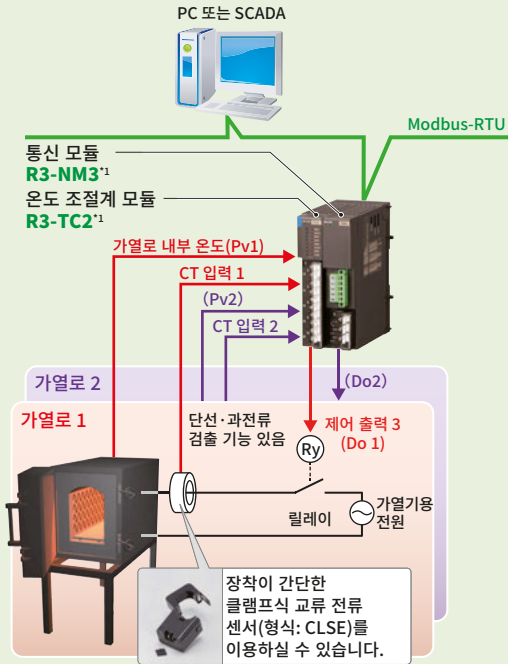 PC 또는 SCADA
Modbus-RTU
통신 모듈
R3-NM3*1
온도 조절계 모듈
R3-TC2*1
가열로 내부 온도(Pv1)
CT 입력 1
(Pv2)
CT 입력 2
(Do2)
가열로 2
가열로 1
단선·과전류
검출 기능 있음
제어 출력 3
(Do 1)
Ry
릴레이
가열기용
전원
장착이 간단한
클램프식 교류 전류
센서(형식: CLSE)를
이용하실 수 있습니다.